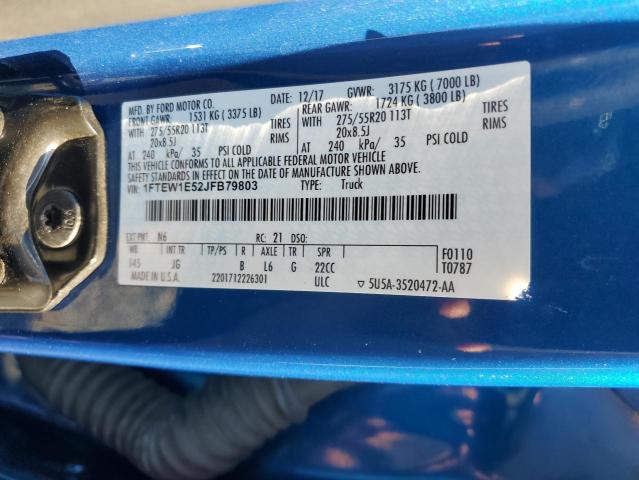 MFD. BY FORD MOTOR CO.
DATE: 12/17 GVWR: 3175 KG ( 7000 LB)
FRONT GAWR: 1531 KG ( 3375 LB)
REAR GAWR: 1724 KG ( 3800 LB)
WITH 275/55R20 113T TIRES
WITH 275/55R20 113T TIRES
20x8.5J RIMS
20x8.5J RIMS
AT 240 kPa/ 35 PSI COLD
AT 240 kPa/ 35 PSI COLD
THIS VEHICLE CONFORMS TO ALL APPLICABLE FEDERAL MOTOR VEHICLE
SAFETY STANDARDS IN EFFECT ON THE DATE OF MANUFACTURE SHOWN ABOVE.
VIN: 1FTEW1E52JFB79803 TYPE: Truck
EXT PNT: N6 RC: 21 DSO:
WB INT TR TP/PS R AXLE TR SPR
145 JG B L6 G 22CC
F0110
T0787
MADE IN U.S.A. 2201712226301 ULC ▽ 5U5A-3520472-AA